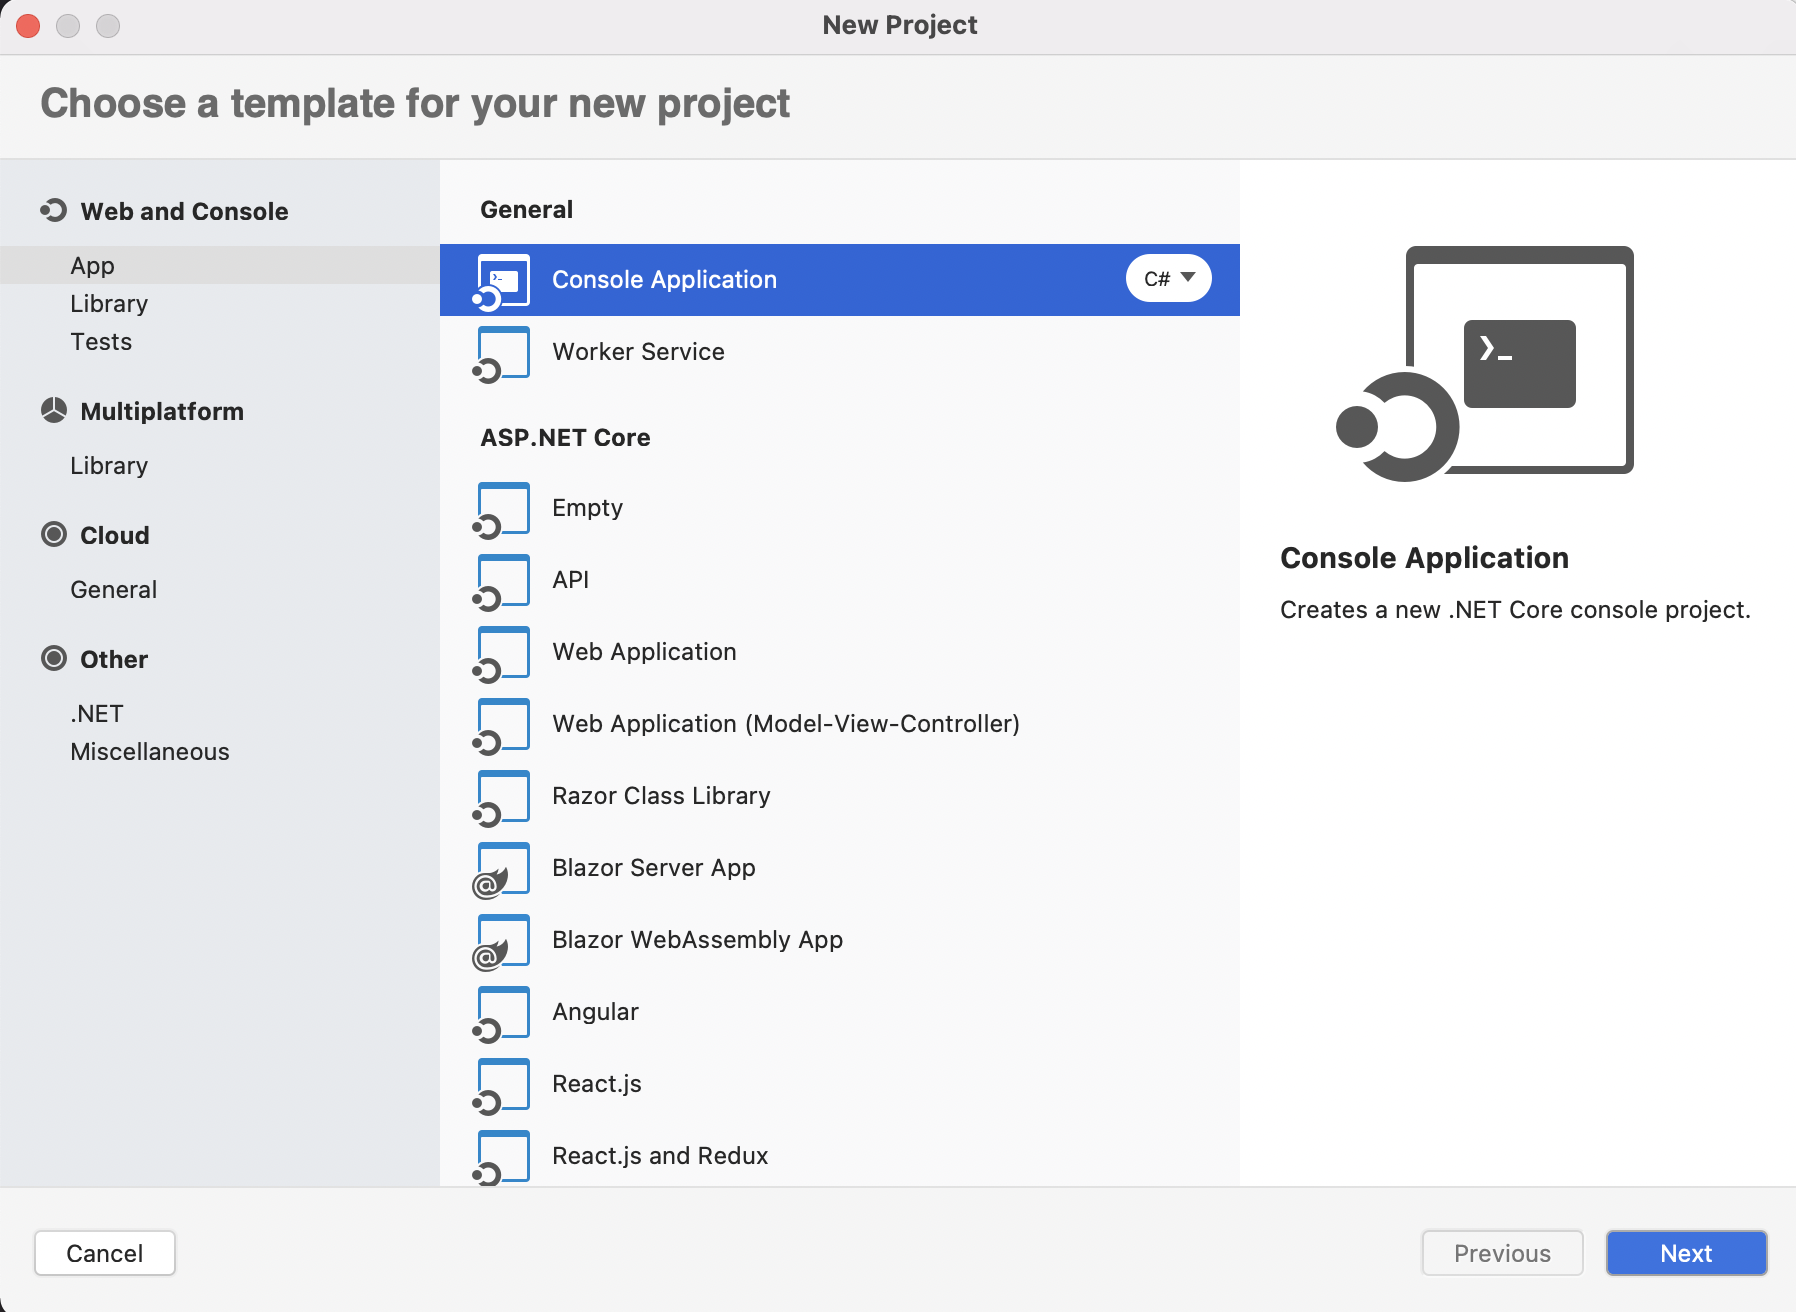 New Project
Choose a template for your new project
Web and Console
App
Library
Tests
Multiplatform
Library
Cloud
General
Other
.NET
Miscellaneous
General
Console Application C#
Worker Service
ASP.NET Core
Empty
API
Web Application
Web Application (Model-View-Controller)
Razor Class Library
Blazor Server App
Blazor WebAssembly App
Angular
React.js
React.js and Redux
Console Application
Creates a new .NET Core console project.
Cancel
Previous
Next